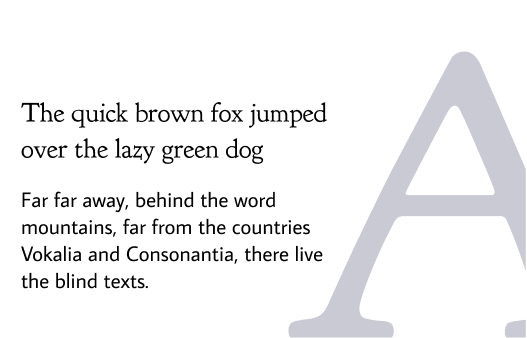 The quick brown fox jumped
over the lazy green dog
Far far away, behind the word
mountains, far from the countries
Vokalia and Consonantia, there live
the blind texts.
A